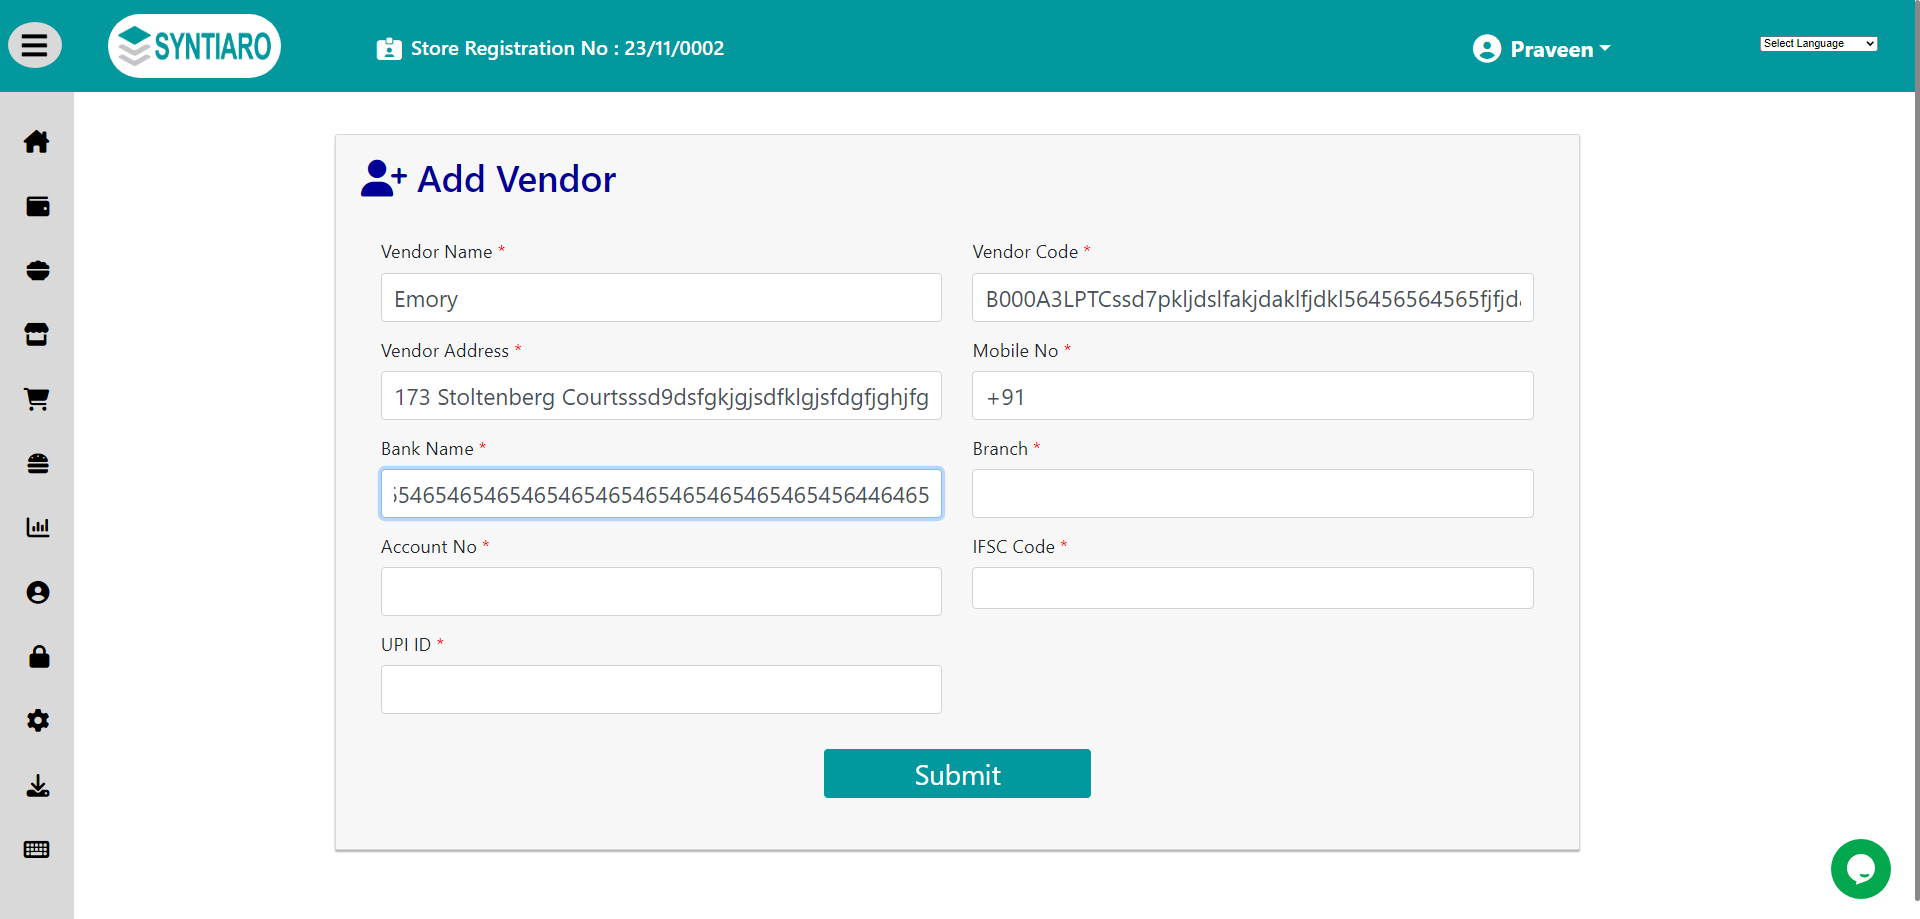 SYNTIARO
Store Registration No : 23/11/0002
Praveen
Select Language
Add Vendor
Vendor Name *
Vendor Code *
Emory
B000A3LPTCssd7pkljdslfakjdaklfjdkl56456564565fjfjd
Vendor Address *
Mobile No *
173 Stoltenberg Courtsssd9dsfgkjgjsdfklgjsfdgfjghjfg
+91
Bank Name *
Branch *
5465465465465465465465465465465465456446465
Account No *
IFSC Code *
UPI ID *
Submit